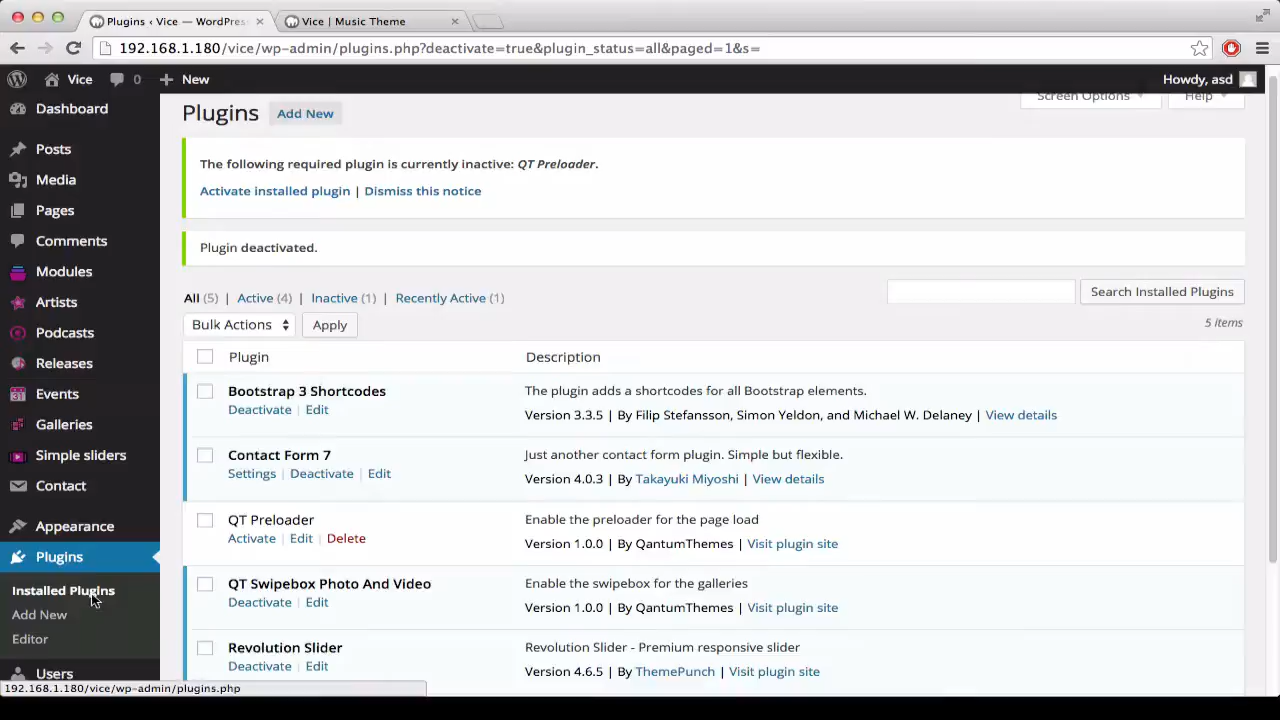 Plugins ‹ Vice — WordPres
Vice | Music Theme
192.168.1.180/vice/wp-admin/plugins.php?deactivate=true&plugin_status=all&paged=1&s=
Vice
0
New
Howdy, asd
Dashboard
Posts
Media
Pages
Comments
Modules
Artists
Podcasts
Releases
Events
Galleries
Simple sliders
Contact
Appearance
Plugins
Installed Plugins
Add New
Editor
Users
Plugins Add New
Screen Options
Help
The following required plugin is currently inactive: QT Preloader.
Activate installed plugin | Dismiss this notice
Plugin deactivated.
All (5) | Active (4) | Inactive (1) | Recently Active (1)
Search Installed Plugins
Bulk Actions
Apply
5 items
Plugin Description
Bootstrap 3 Shortcodes
Deactivate | Edit
The plugin adds a shortcodes for all Bootstrap elements.
Version 3.3.5 | By Filip Stefansson, Simon Yeldon, and Michael W. Delaney | View details
Contact Form 7
Settings | Deactivate | Edit
Just another contact form plugin. Simple but flexible.
Version 4.0.3 | By Takayuki Miyoshi | View details
QT Preloader
Activate | Edit | Delete
Enable the preloader for the page load
Version 1.0.0 | By QantumThemes | Visit plugin site
QT Swipebox Photo And Video
Deactivate | Edit
Enable the swipebox for the galleries
Version 1.0.0 | By QantumThemes | Visit plugin site
Revolution Slider
Deactivate | Edit
Revolution Slider - Premium responsive slider
Version 4.6.5 | By ThemePunch | Visit plugin site
192.168.1.180/vice/wp-admin/plugins.php